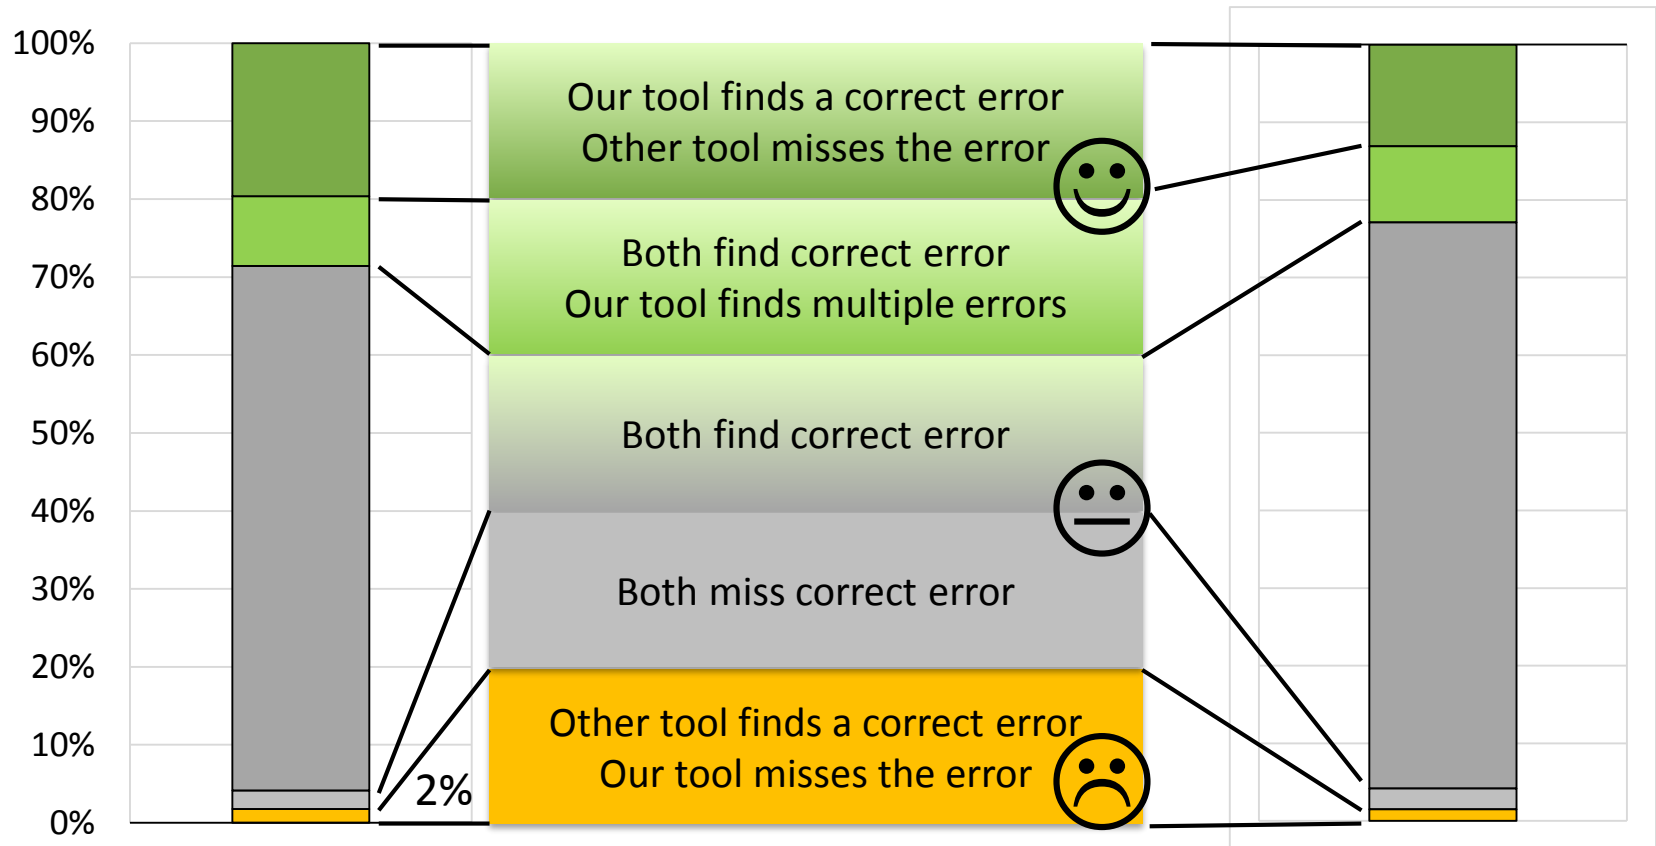 100%
90%
80%
70%
60%
50%
40%
30%
20%
10%
0%
Our tool finds a correct error
Other tool misses the error
Both find correct error
Our tool finds multiple errors
Both find correct error
Both miss correct error
Other tool finds a correct error
Our tool misses the error
2%